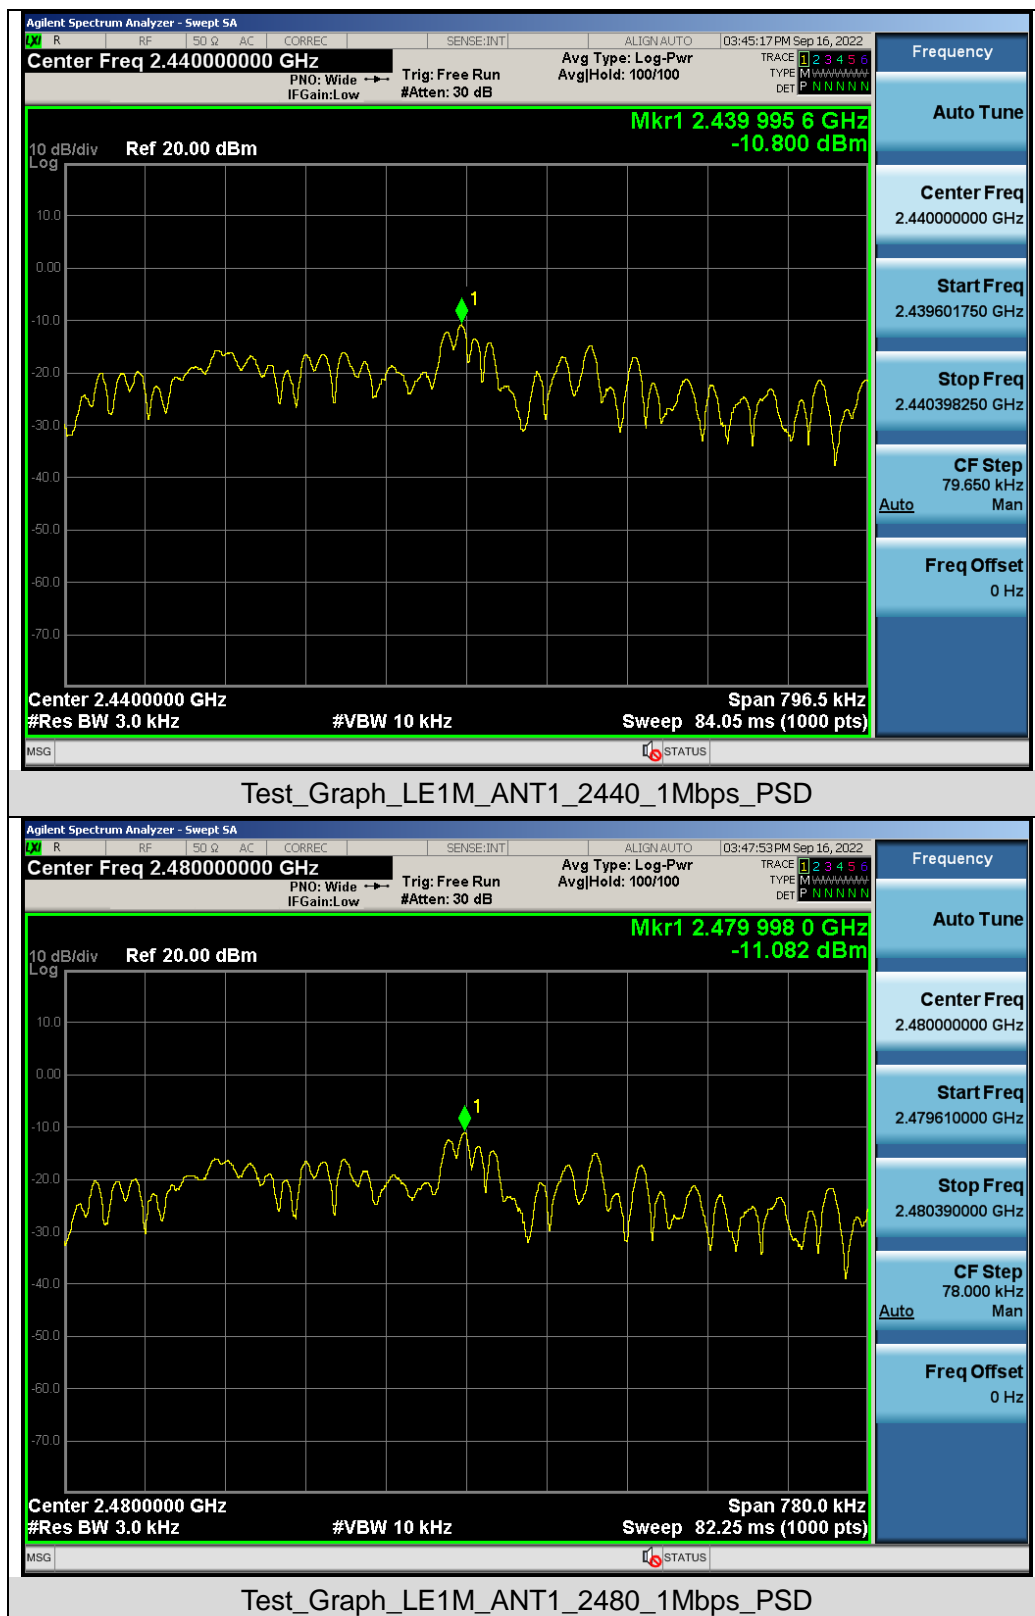 Agilent Spectrum Analyzer - Swept SA
LXI R RF 50 Ω AC CORREC SENSE:INT ALIGN AUTO 03:45:17 PM Sep 16, 2022
Center Freq 2.440000000 GHz
PNO: Wide
IFGain:Low
Trig: Free Run
#Atten: 30 dB
Avg Type: Log-Pwr
Avg|Hold: 100/100
TRACE 1 2 3 4 5 6
TYPE M WWWWW
DET P N N N N N
Mkr1 2.439 995 6 GHz
-10.800 dBm
10 dB/div Ref 20.00 dBm
Log
10.0
0.00
-10.0
-20.0
-30.0
-40.0
-50.0
-60.0
-70.0
1
Center 2.4400000 GHz Span 796.5 kHz
#Res BW 3.0 kHz #VBW 10 kHz Sweep 84.05 ms (1000 pts)
MSG STATUS
Frequency
Auto Tune
Center Freq
2.440000000 GHz
Start Freq
2.439601750 GHz
Stop Freq
2.440398250 GHz
CF Step
79.650 kHz
Auto Man
Freq Offset
0 Hz
Test_Graph_LE1M_ANT1_2440_1Mbps_PSD
Agilent Spectrum Analyzer - Swept SA
LXI R RF 50 Ω AC CORREC SENSE:INT ALIGN AUTO 03:47:53 PM Sep 16, 2022
Center Freq 2.480000000 GHz
PNO: Wide
IFGain:Low
Trig: Free Run
#Atten: 30 dB
Avg Type: Log-Pwr
Avg|Hold: 100/100
TRACE 1 2 3 4 5 6
TYPE M WWWWW
DET P N N N N N
Mkr1 2.479 998 0 GHz
-11.082 dBm
10 dB/div Ref 20.00 dBm
Log
10.0
0.00
-10.0
-20.0
-30.0
-40.0
-50.0
-60.0
-70.0
1
Center 2.4800000 GHz Span 780.0 kHz
#Res BW 3.0 kHz #VBW 10 kHz Sweep 82.25 ms (1000 pts)
MSG STATUS
Frequency
Auto Tune
Center Freq
2.480000000 GHz
Start Freq
2.479610000 GHz
Stop Freq
2.480390000 GHz
CF Step
78.000 kHz
Auto Man
Freq Offset
0 Hz
Test_Graph_LE1M_ANT1_2480_1Mbps_PSD